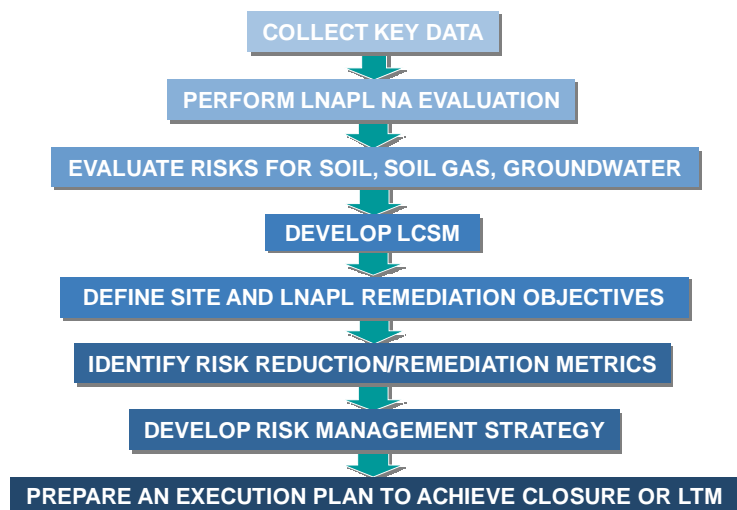 COLLECT KEY DATA
PERFORM LNAPL NA EVALUATION
EVALUATE RISKS FOR SOIL, SOIL GAS, GROUNDWATER
DEVELOP LCSM
DEFINE SITE AND LNAPL REMEDIATION OBJECTIVES
IDENTIFY RISK REDUCTION/REMEDIATION METRICS
DEVELOP RISK MANAGEMENT STRATEGY
PREPARE AN EXECUTION PLAN TO ACHIEVE CLOSURE OR LTM